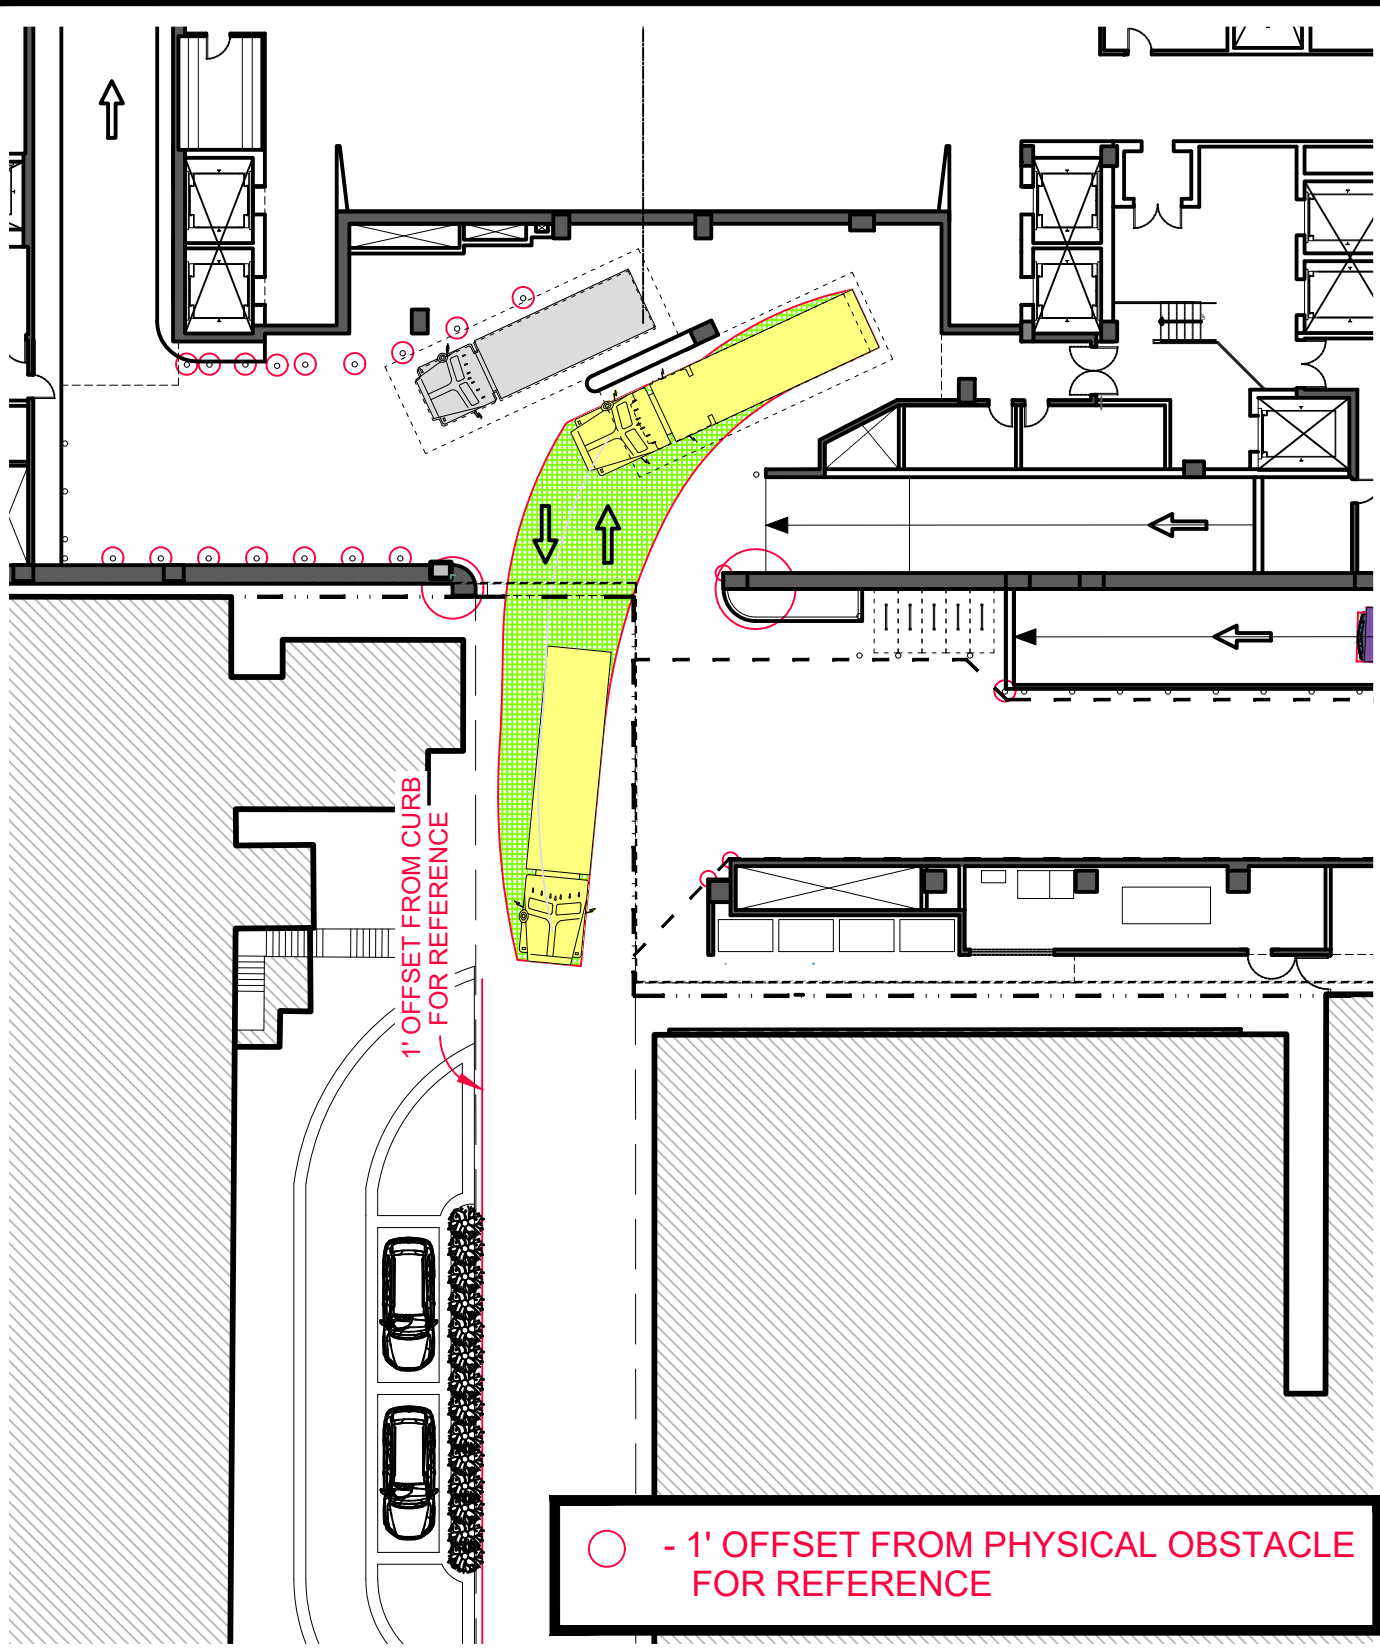 1' OFFSET FROM CURB
FOR REFERENCE
- 1' OFFSET FROM PHYSICAL OBSTACLE
FOR REFERENCE